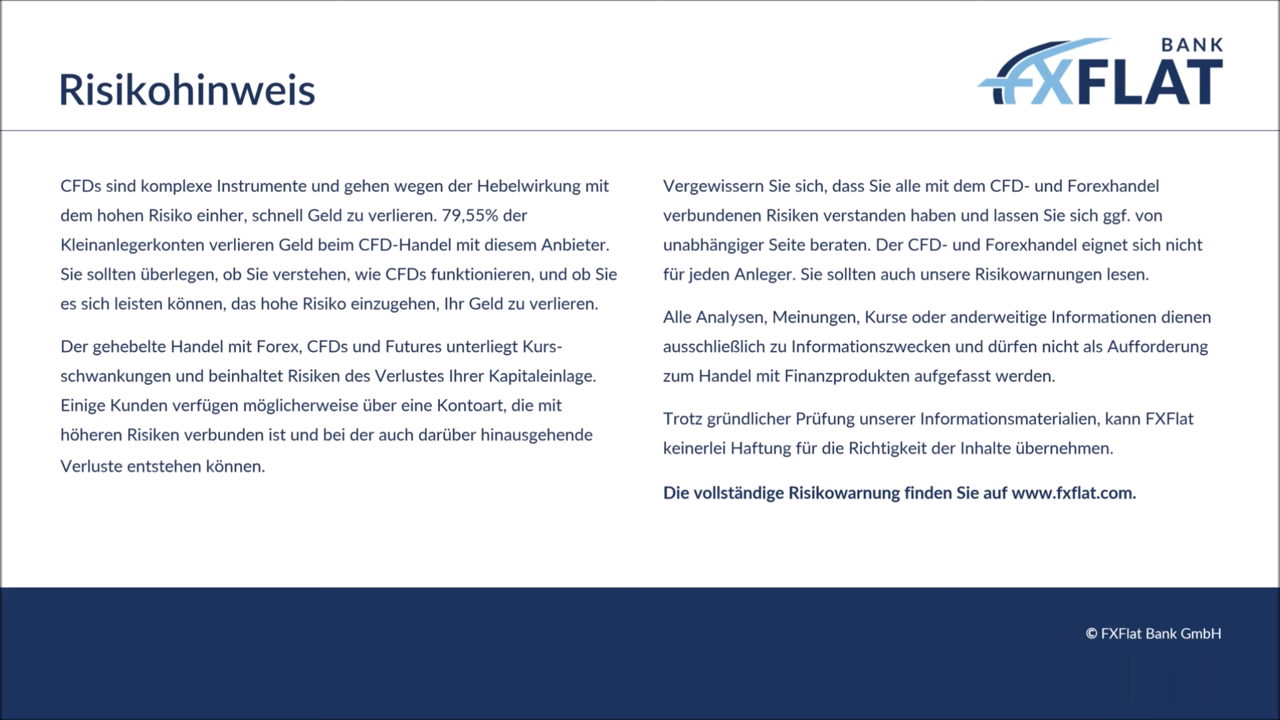 Risikohinweis
BANK
FXFLAT
CFDs sind komplexe Instrumente und gehen wegen der Hebelwirkung mit
dem hohen Risiko einher, schnell Geld zu verlieren. 79,55% der
Kleinanlegerkonten verlieren Geld beim CFD-Handel mit diesem Anbieter.
Sie sollten überlegen, ob Sie verstehen, wie CFDs funktionieren, und ob Sie
es sich leisten können, das hohe Risiko einzugehen, Ihr Geld zu verlieren.
Der gehebelte Handel mit Forex, CFDs und Futures unterliegt Kurs-
schwankungen und beinhaltet Risiken des Verlustes Ihrer Kapitaleinlage.
Einige Kunden verfügen möglicherweise über eine Kontoart, die mit
höheren Risiken verbunden ist und bei der auch darüber hinausgehende
Verluste entstehen können.
Vergewissern Sie sich, dass Sie alle mit dem CFD- und Forexhandel
verbundenen Risiken verstanden haben und lassen Sie sich ggf. von
unabhängiger Seite beraten. Der CFD- und Forexhandel eignet sich nicht
für jeden Anleger. Sie sollten auch unsere Risikowarnungen lesen.
Alle Analysen, Meinungen, Kurse oder anderweitige Informationen dienen
ausschließlich zu Informationszwecken und dürfen nicht als Aufforderung
zum Handel mit Finanzprodukten aufgefasst werden.
Trotz gründlicher Prüfung unserer Informationsmaterialien, kann FXFlat
keinerlei Haftung für die Richtigkeit der Inhalte übernehmen.
Die vollständige Risikowarnung finden Sie auf www.fxflat.com.
© FXFlat Bank GmbH